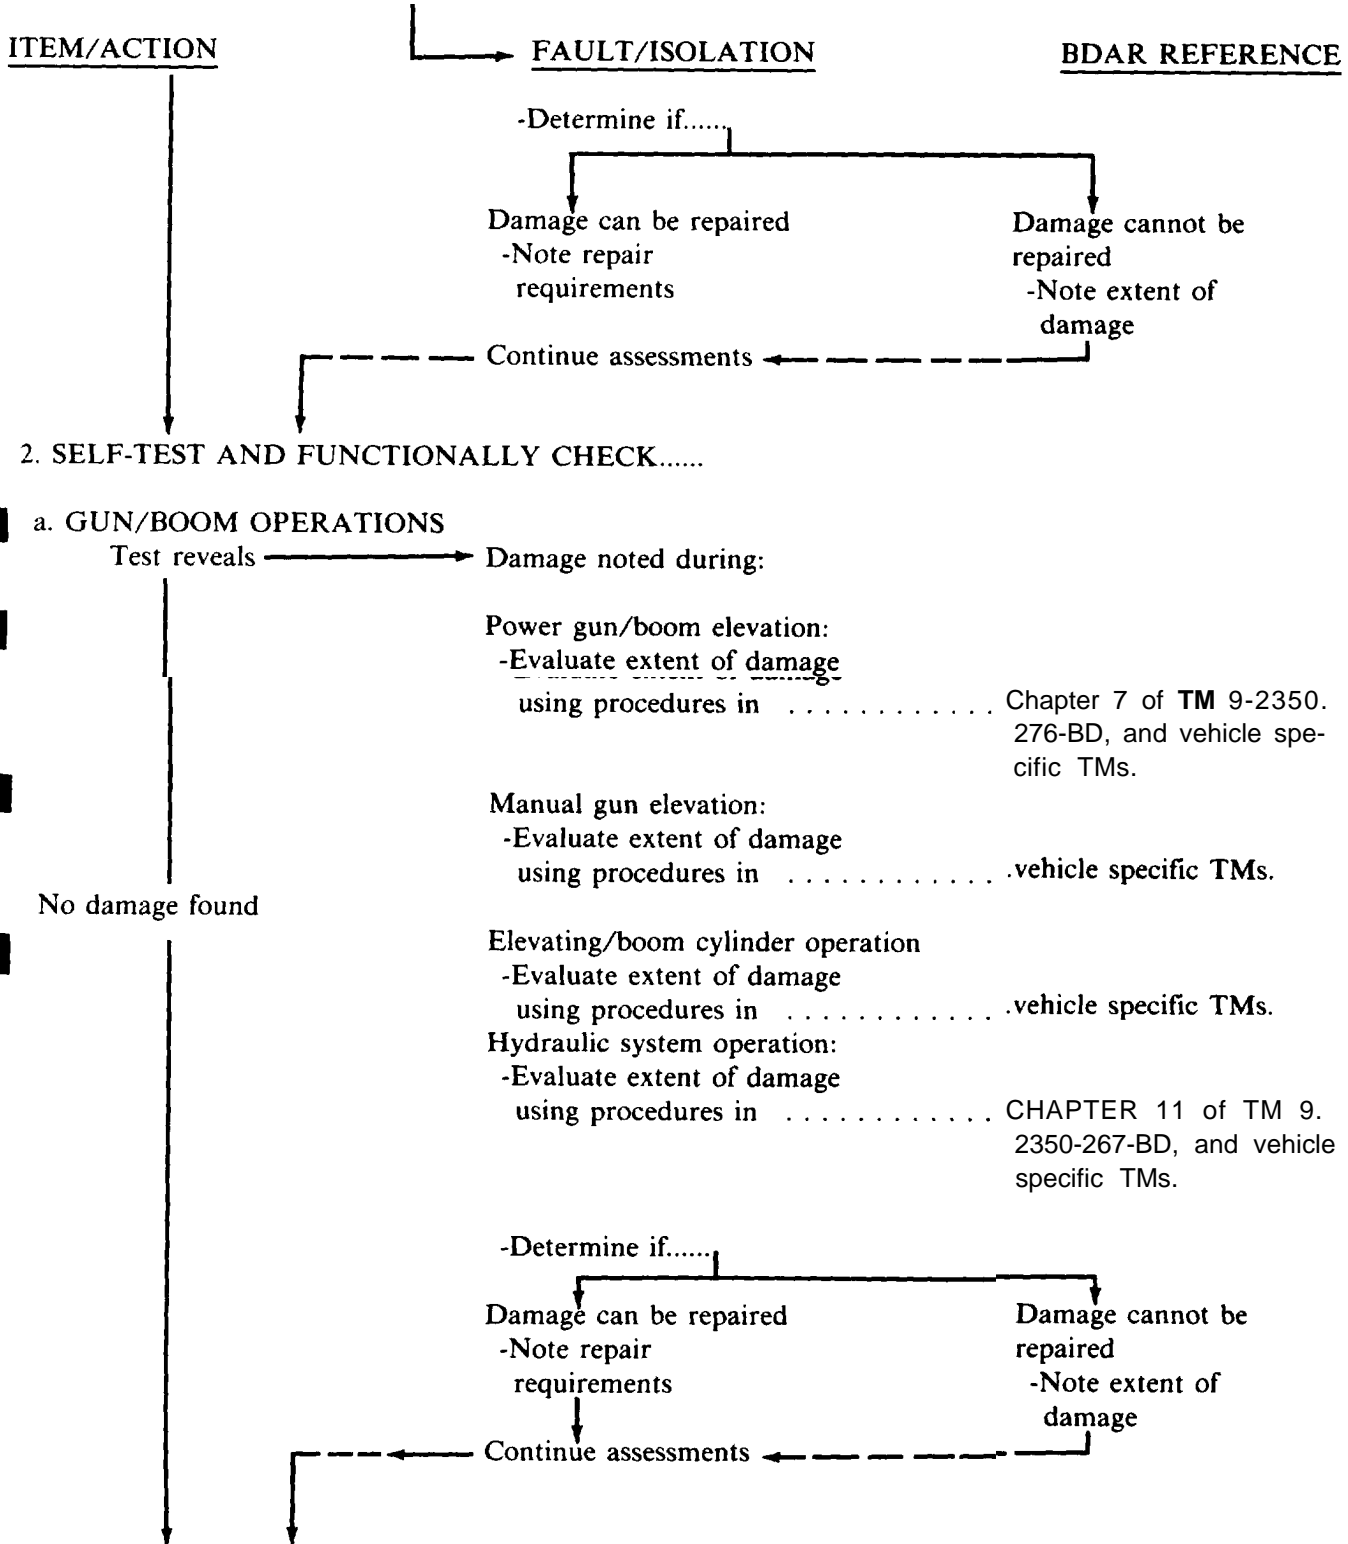 ITEM/ACTION
FAULT/ISOLATION
BDAR REFERENCE
-Determine if......
Damage can be repaired
-Note repair
requirements
Damage cannot be
repaired
-Note extent of
damage
Continue assessments
2. SELF-TEST AND FUNCTIONALLY CHECK......
a. GUN/BOOM OPERATIONS
Test reveals
Damage noted during:
Power gun/boom elevation:
-Evaluate extent of damage
using procedures in ............ Chapter 7 of TM 9-2350.
276-BD, and vehicle spe-
cific TMs.
Manual gun elevation:
-Evaluate extent of damage
using procedures in ............ .vehicle specific TMs.
No damage found
Elevating/boom cylinder operation
-Evaluate extent of damage
using procedures in ............ .vehicle specific TMs.
Hydraulic system operation:
-Evaluate extent of damage
using procedures in ............ CHAPTER 11 of TM 9.
2350-267-BD, and vehicle
specific TMs.
-Determine if......
Damage can be repaired
-Note repair
requirements
Damage cannot be
repaired
-Note extent of
damage
Continue assessments